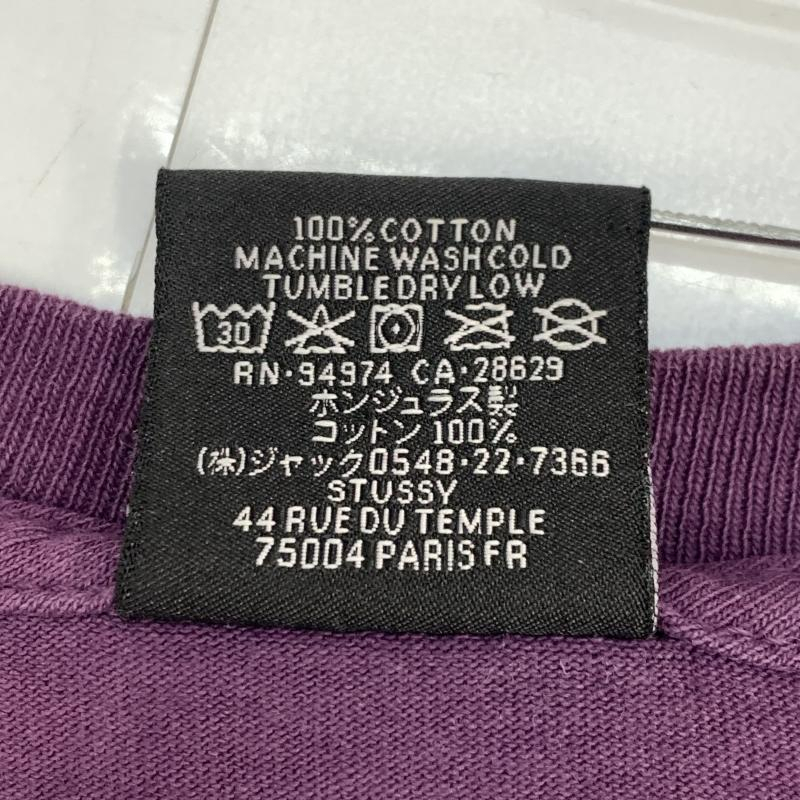 100% COTTON
MACHINE WASH COLD
TUMBLE DRY LOW
30
RN·94974 CA·28629
ホンジュラス製
コットン 100%
(株)ジャック0548·22·7366
STUSSY
44 RUE DU TEMPLE
75004 PARIS FR